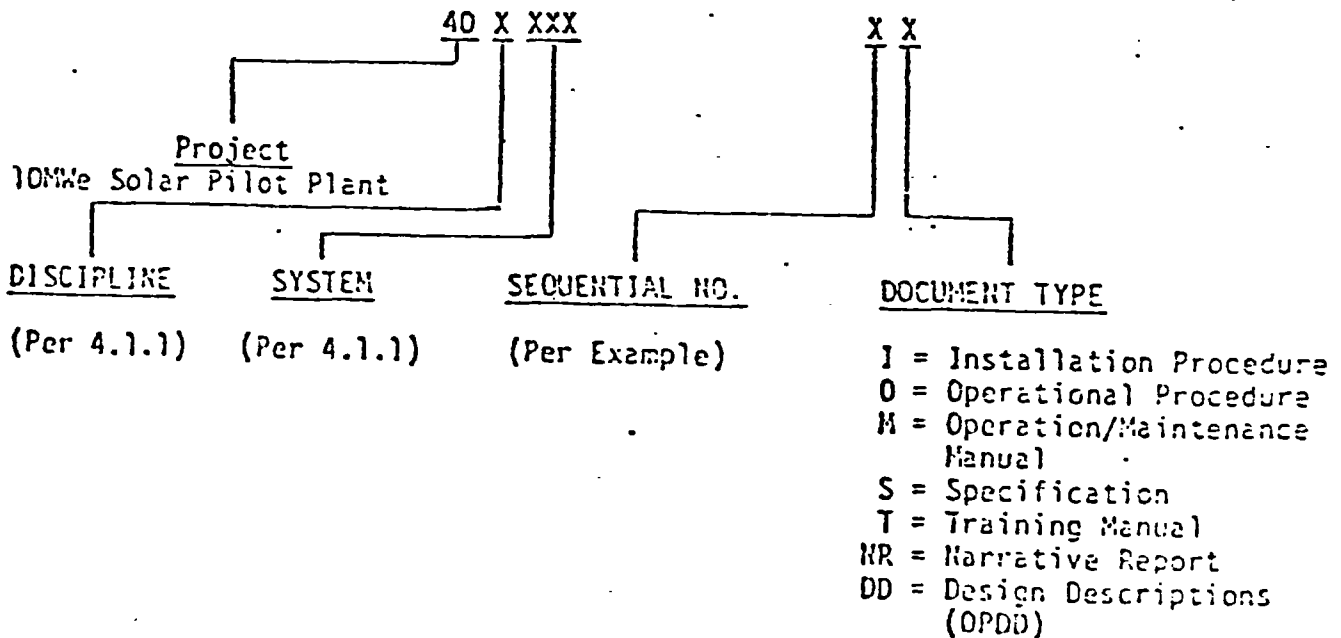 40 X XXX X X
Project
10MWe Solar Pilot Plant
DISCIPLINE SYSTEM SEQUENTIAL NO. DOCUMENT TYPE
(Per 4.1.1) (Per 4.1.1) (Per Example)
I = Installation Procedure
O = Operational Procedure
M = Operation/Maintenance
Manual
S = Specification
T = Training Manual
NR = Narrative Report
DD = Design Descriptions
(OPDD)